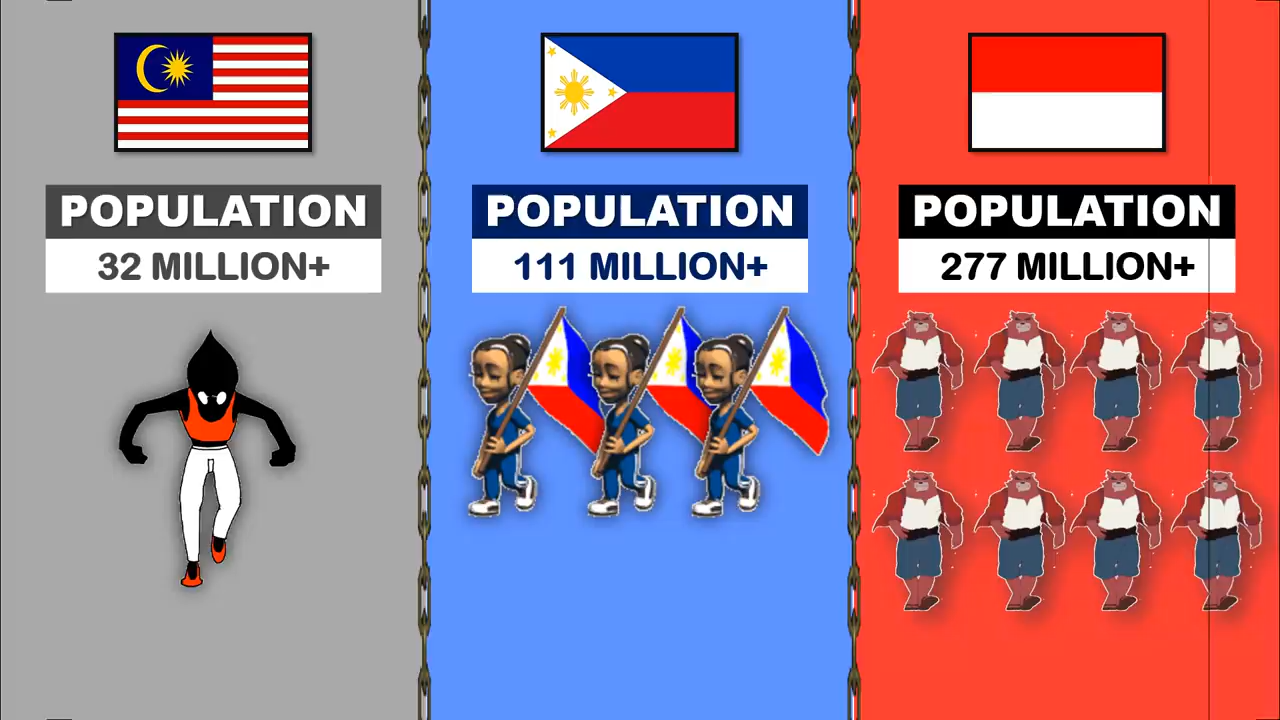 POPULATION
32 MILLION+
POPULATION
111 MILLION+
POPULATION
277 MILLION+